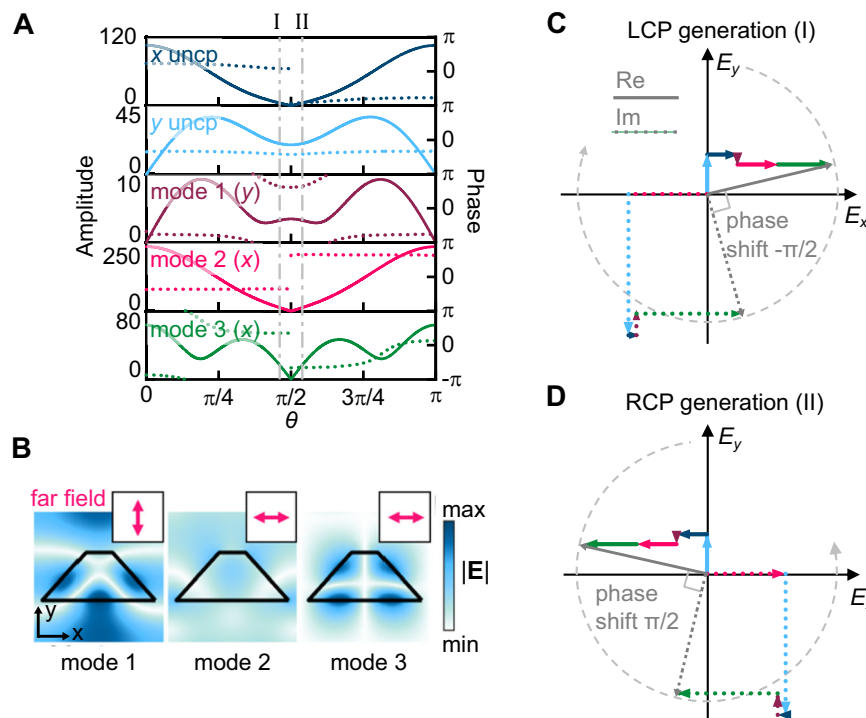 A
I II
120
0
x uncp
π
0
π
45
0
y uncp
0
π
10
0
mode 1 (y)
0
π
250
0
mode 2 (x)
0
π
80
0
mode 3 (x)
0
-π
Amplitude
Phase
0 π/4 π/2 3π/4 π
θ
B
far field
y
x
mode 1 mode 2 mode 3
max
|E|
min
C
LCP generation (I)
Re
Im
Ey
Ex
phase
shift -π/2
D
RCP generation (II)
Ey
E
phase
shift π/2